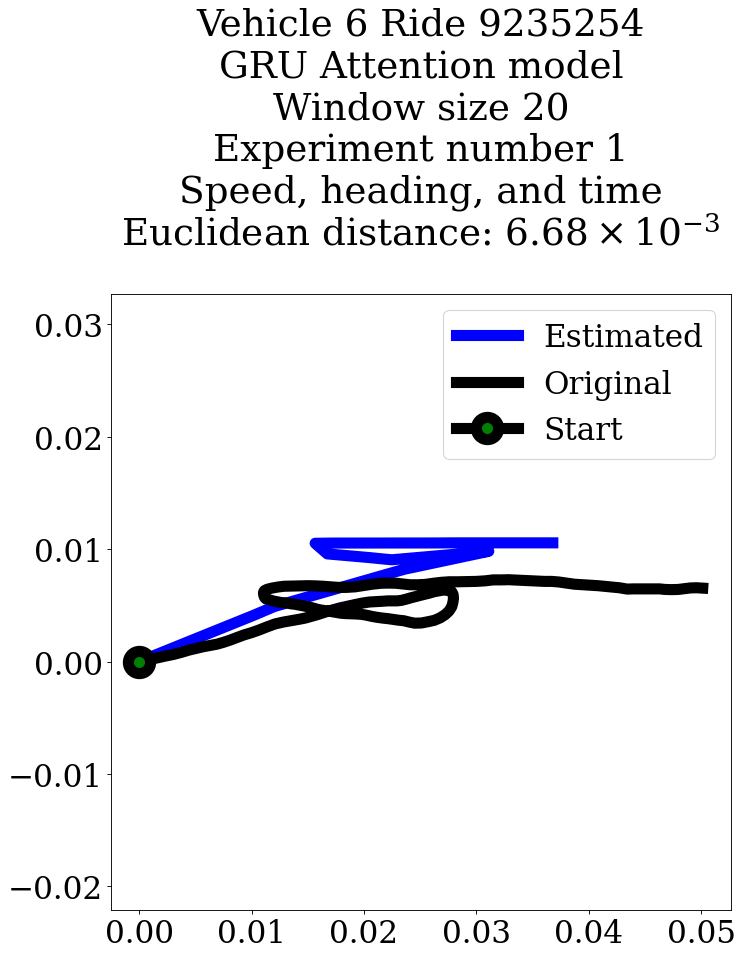 Vehicle 6 Ride 9235254
GRU Attention model
Window size 20
Experiment number 1
Speed, heading, and time
Euclidean distance: 6.68 × 10⁻³
Estimated
Original
Start
0.03
0.02
0.01
0.00
−0.01
−0.02
0.00 0.01 0.02 0.03 0.04 0.05